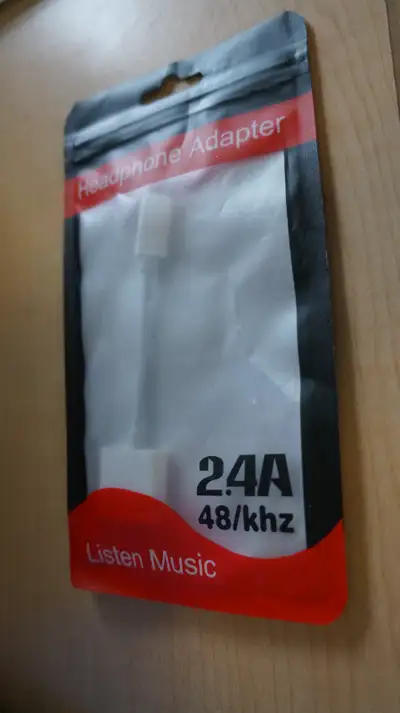 Headphone Adapter
2.4A
48/khz
Listen Music